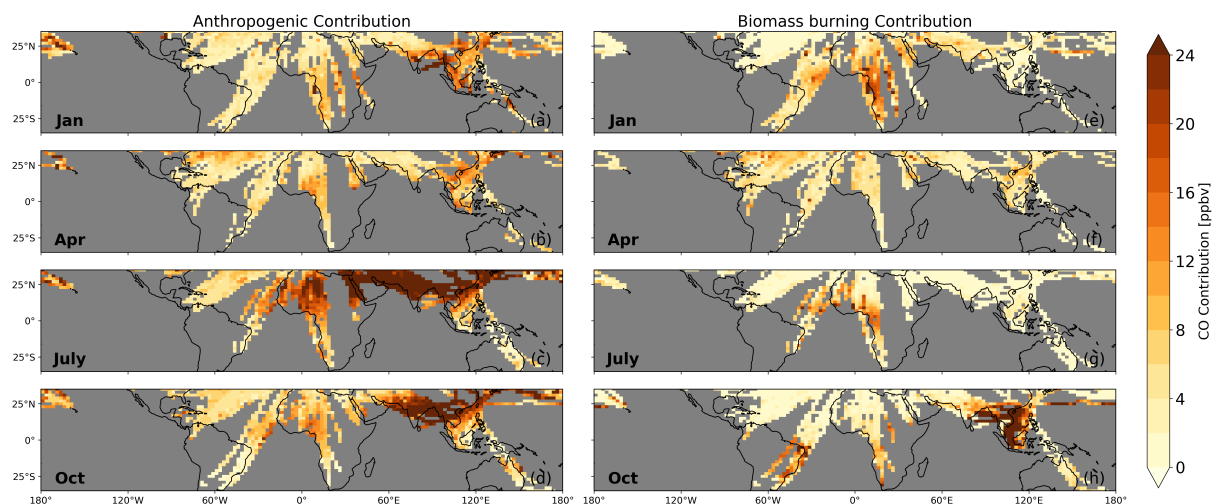 Anthropogenic Contribution
Biomass burning Contribution
25°N
0°
25°S
Jan
(a)
Jan
(e)
25°N
0°
25°S
Apr
(b)
Apr
(f)
25°N
0°
25°S
July
(c)
July
(g)
25°N
0°
25°S
Oct
(d)
Oct
(h)
180° 120°W 60°W 0° 60°E 120°E 180°
180° 120°W 60°W 0° 60°E 120°E 180°
24
20
16
12
8
4
0
CO Contribution [ppbv]